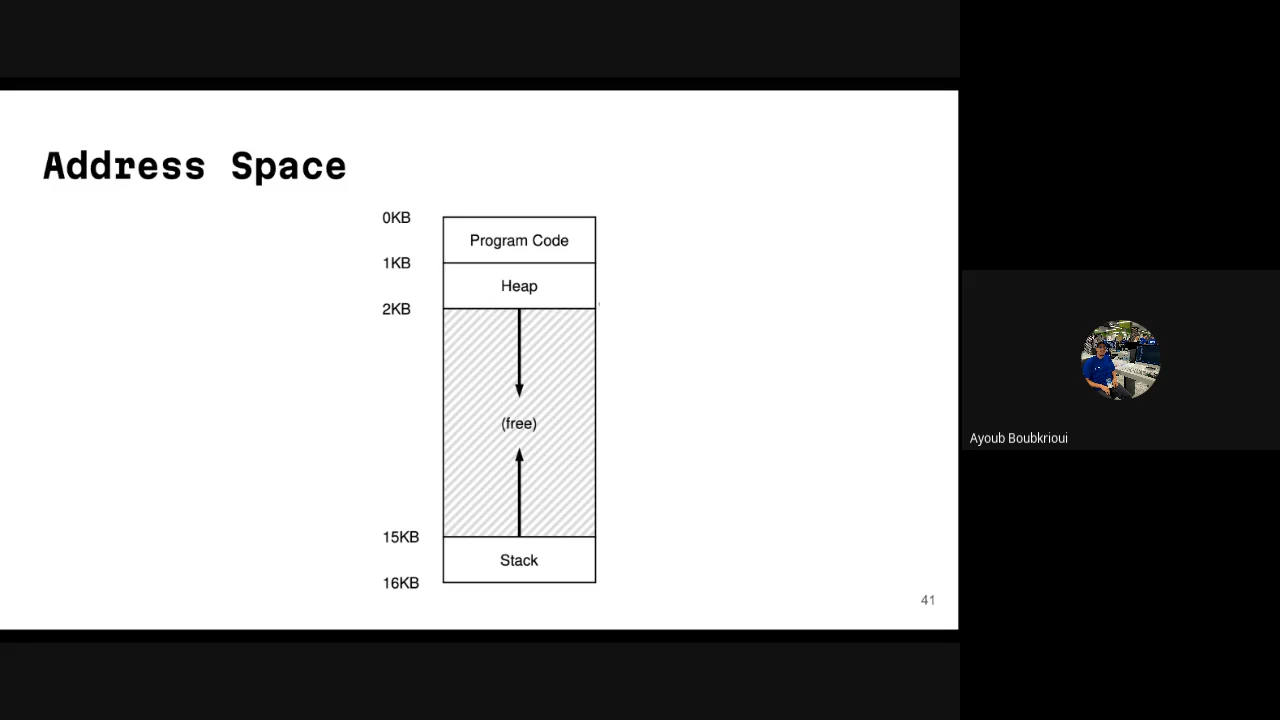 Address Space
0KB
Program Code
1KB
Heap
2KB
(free)
15KB
Stack
16KB
41
Ayoub Boubkrioui